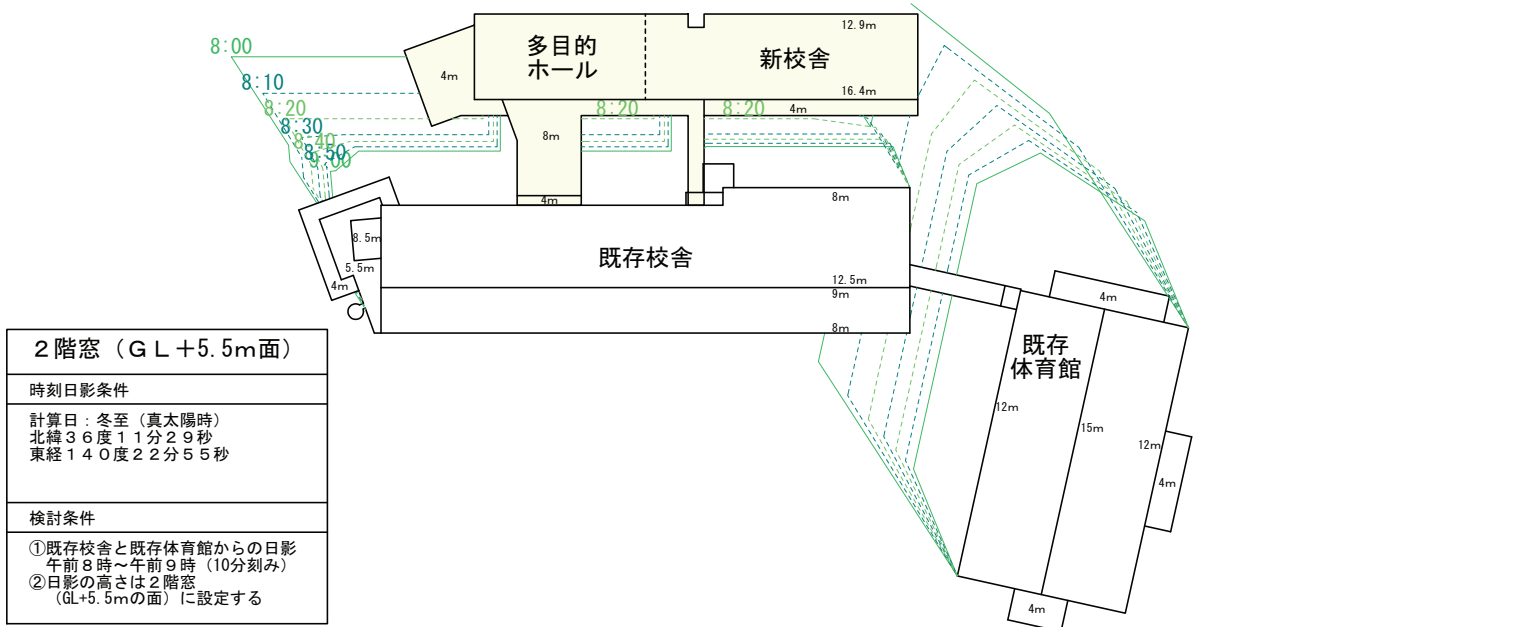 8:00
8:10
8:20
8:30
8:40
8:50
9:00
4m
多目的
ホール
新校舎
12.9m
16.4m
8:20
8:20
4m
8m
4m
8m
8.5m
5.5m
4m
既存校舎
12.5m
9m
8m
4m
既存
体育館
12m
15m
12m
4m
4m
２階窓（ＧＬ＋5.5m面）
時刻日影条件
計算日：冬至（真太陽時）
北緯３６度１１分２９秒
東経１４０度２２分５５秒
検討条件
①既存校舎と既存体育館からの日影
午前８時～午前９時（10分刻み）
②日影の高さは２階窓
（GL+5.5mの面）に設定する